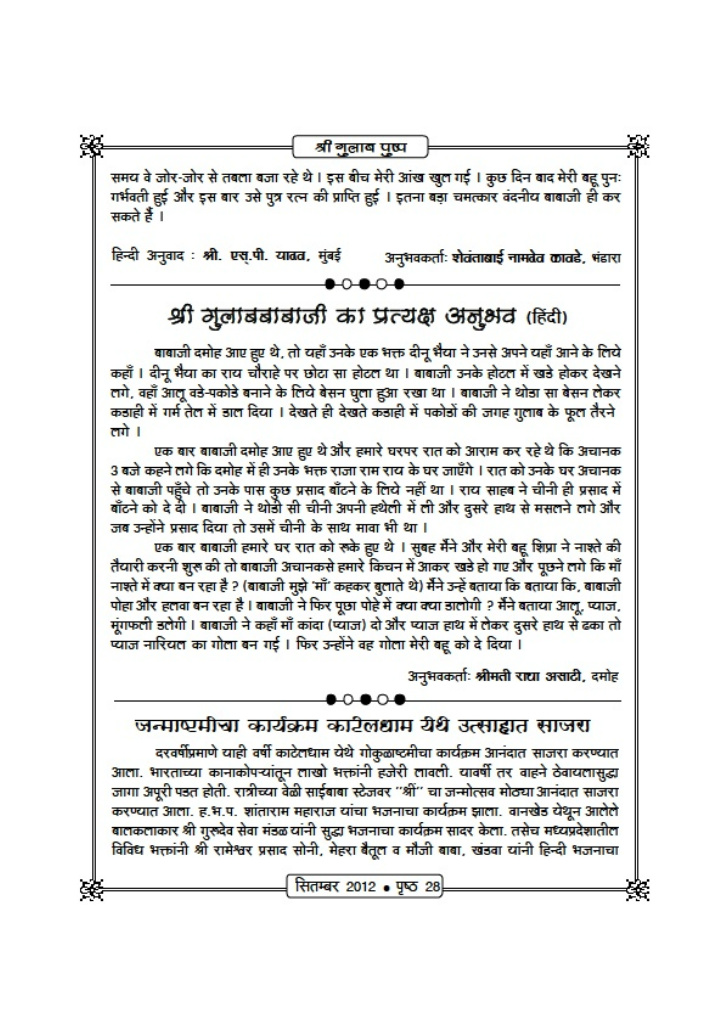 श्री गुलाब पुष्प
समय वे जोर-जोर से तबला बजा रहे थे । इस बीच मेरी आंख खुल गई । कुछ दिन बाद मेरी बहू पुनः
गर्भवती हुई और इस बार उसे पुत्र रत्न की प्राप्ति हुई । इतना बड़ा चमत्कार वंदनीय बाबाजी ही कर
सकते हैं ।
हिन्दी अनुवाद : श्री. एस्.पी. यादव, मुंबई अनुभवकर्ताः शेवंताबाई नामदेव कावडे, भंडारा
श्री गुलाबबाबाजी का प्रत्यक्ष अनुभव (हिंदी)
बाबाजी दमोह आए हुए थे, तो यहाँ उनके एक भक्त दीनू भैया ने उनसे अपने यहाँ आने के लिये
कहाँ । दीनू भैया का राय चौराहे पर छोटा सा होटल था । बाबाजी उनके होटल में खडे होकर देखने
लगे, वहाँ आलू वडे-पकोडे बनाने के लिये बेसन घुला हुआ रखा था । बाबाजी ने थोडा सा बेसन लेकर
कडाही में गर्म तेल में डाल दिया । देखते ही देखते कडाही में पकोडों की जगह गुलाब के फूल तैरने
लगे ।
एक बार बाबाजी दमोह आए हुए थे और हमारे घरपर रात को आराम कर रहे थे कि अचानक
3 बजे कहने लगे कि दमोह में ही उनके भक्त राजा राम राय के घर जाएँगे । रात को उनके घर अचानक
से बाबाजी पहुँचे तो उनके पास कुछ प्रसाद बाँटने के लिये नहीं था । राय साहब ने चीनी ही प्रसाद में
बाँटने को दे दी । बाबाजी ने थोडी सी चीनी अपनी हथेली में ली और दुसरे हाथ से मसलने लगे और
जब उन्होंने प्रसाद दिया तो उसमें चीनी के साथ मावा भी था ।
एक बार बाबाजी हमारे घर रात को रूके हुए थे । सुबह मैंने और मेरी बहू शिप्रा ने नाश्ते की
तैयारी करनी शुरू की तो बाबाजी अचानकसे हमारे किचन में आकर खडे हो गए और पूछने लगे कि माँ
नाश्ते में क्या बन रहा है ? (बाबाजी मुझे 'माँ' कहकर बुलाते थे) मैंने उन्हें बताया कि बताया कि, बाबाजी
पोहा और हलवा बन रहा है । बाबाजी ने फिर पूछा पोहे में क्या क्या डालोगी ? मैंने बताया आलू, प्याज,
मूंगफली डलेगी । बाबाजी ने कहाँ माँ कांदा (प्याज) दो और प्याज हाथ में लेकर दुसरे हाथ से ढका तो
प्याज नारियल का गोला बन गई । फिर उन्होंने वह गोला मेरी बहू को दे दिया ।
अनुभवकर्ताः श्रीमती राधा असाटी, दमोह
जन्माष्टमीचा कार्यक्रम काटेलधाम येथे उत्साहात साजरा
दरवर्षीप्रमाणे याही वर्षी काटेलधाम येथे गोकुळाष्टमीचा कार्यक्रम आनंदात साजरा करण्यात
आला. भारताच्या कानाकोपऱ्यांतून लाखो भक्तांनी हजेरी लावली. यावर्षी तर वाहने ठेवायलासुद्धा
जागा अपूरी पडत होती. रात्रीच्या वेळी साईबाबा स्टेजवर "श्रीं" चा जन्मोत्सव मोठ्या आनंदात साजरा
करण्यात आला. ह.भ.प. शांताराम महाराज यांचा भजनाचा कार्यक्रम झाला. वानखेड येथून आलेले
बालकलाकार श्री गुरुदेव सेवा मंडळ यांनी सुद्धा भजनाचा कार्यक्रम सादर केला. तसेच मध्यप्रदेशातील
विविध भक्तांनी श्री रामेश्वर प्रसाद सोनी, मेहरा बैतूल व मौजी बाबा, खंडवा यांनी हिन्दी भजनाचा
सितम्बर 2012 ● पृष्ठ 28